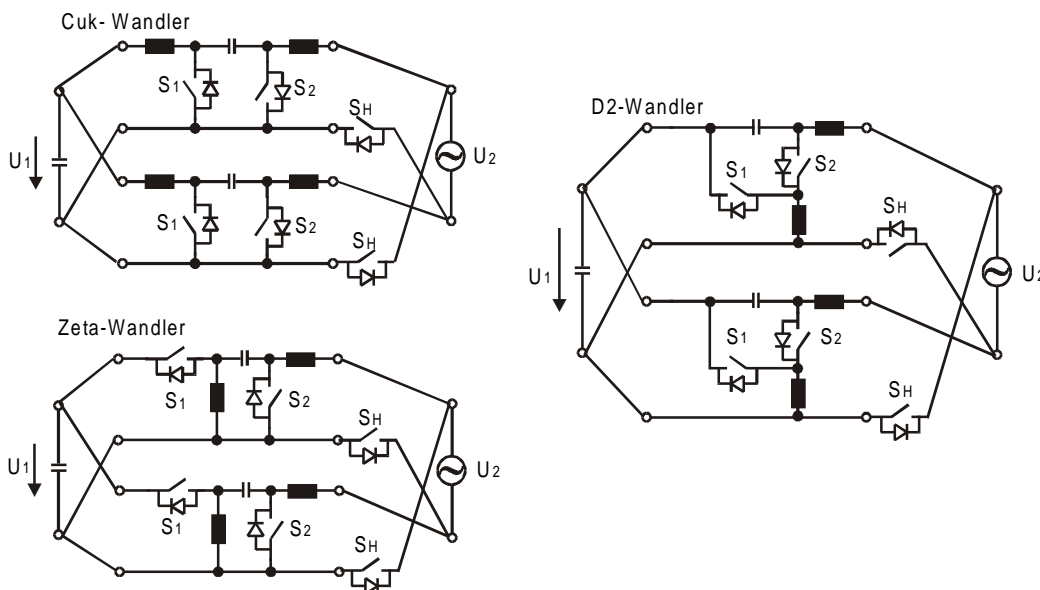 Cuk- Wandler
S1
S2
SH
U1
U2
S1
S2
SH
Zeta-Wandler
S1
S2
SH
U1
U2
S1
S2
SH
D2-Wandler
S1
S2
SH
U1
U2
S1
S2
SH